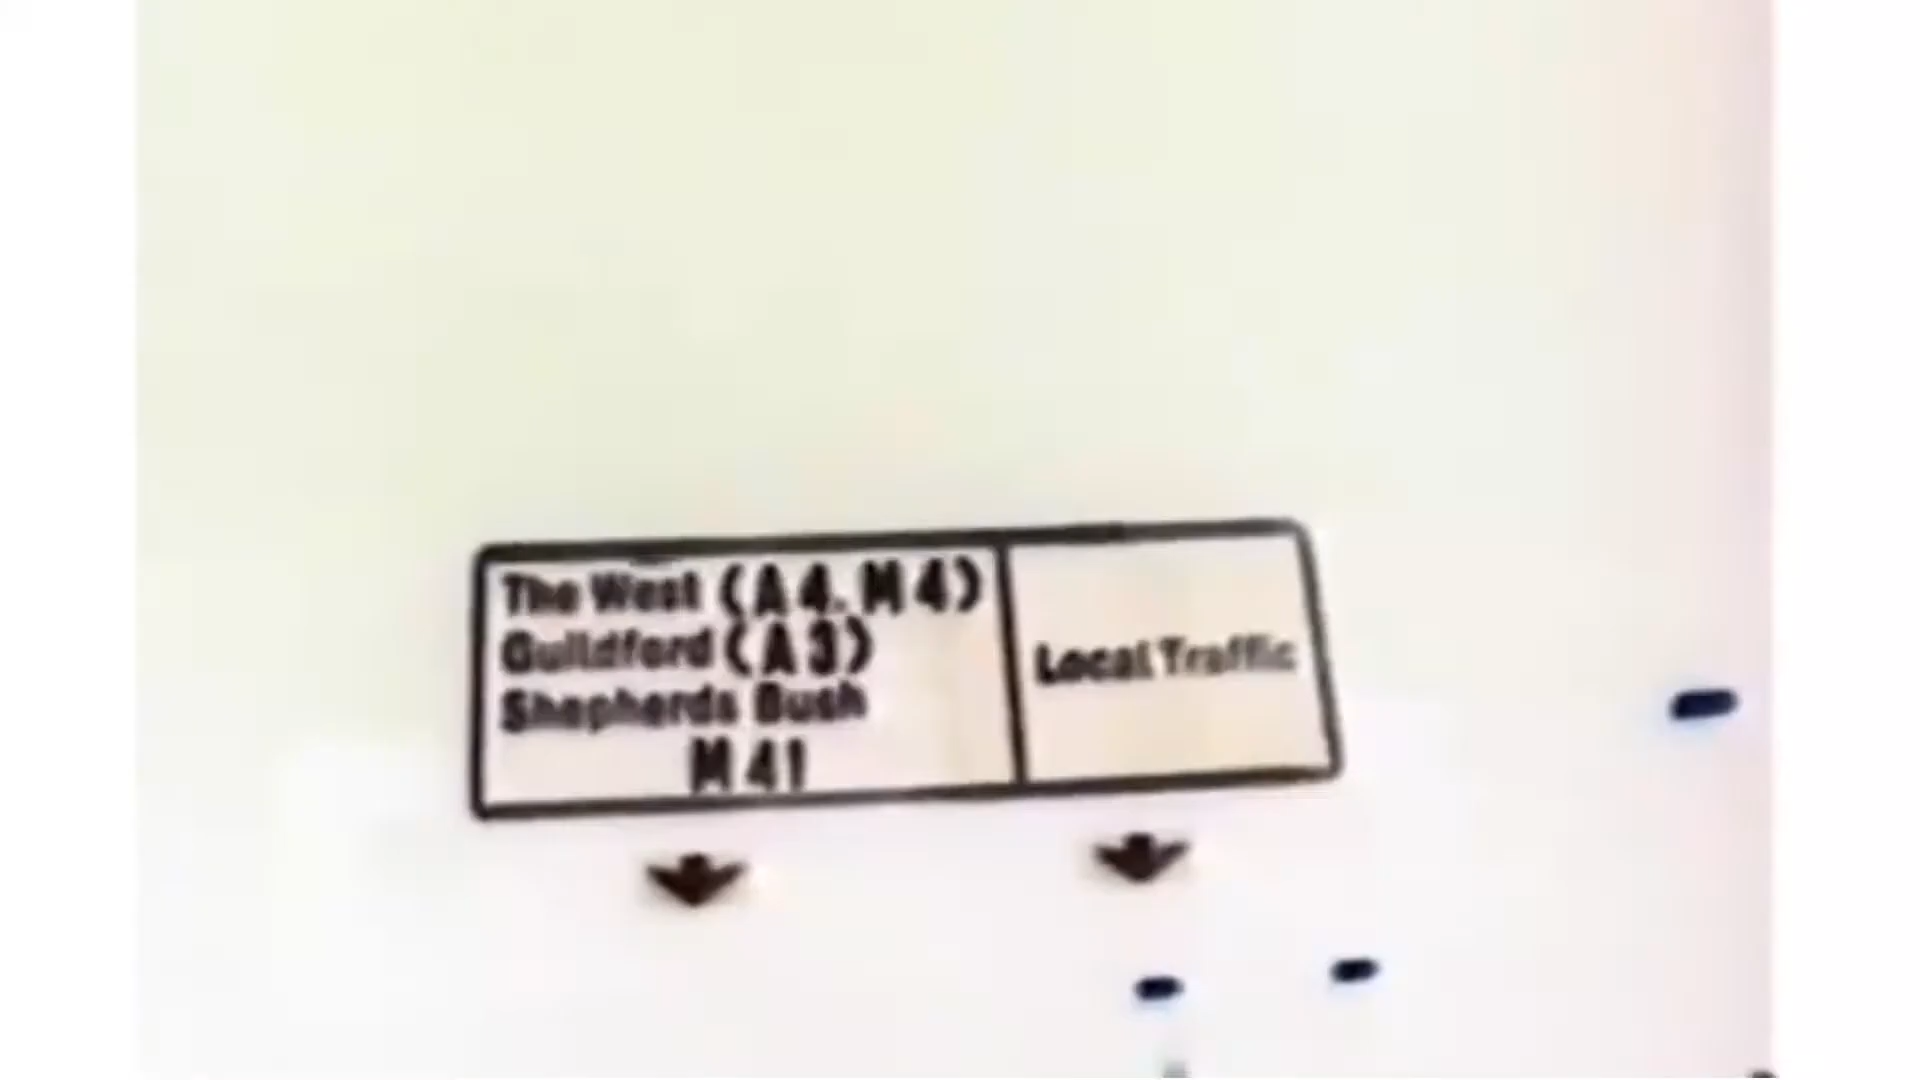 The West (A4, M4)
Guildford (A3)
Shepherds Bush
M41
Local Traffic